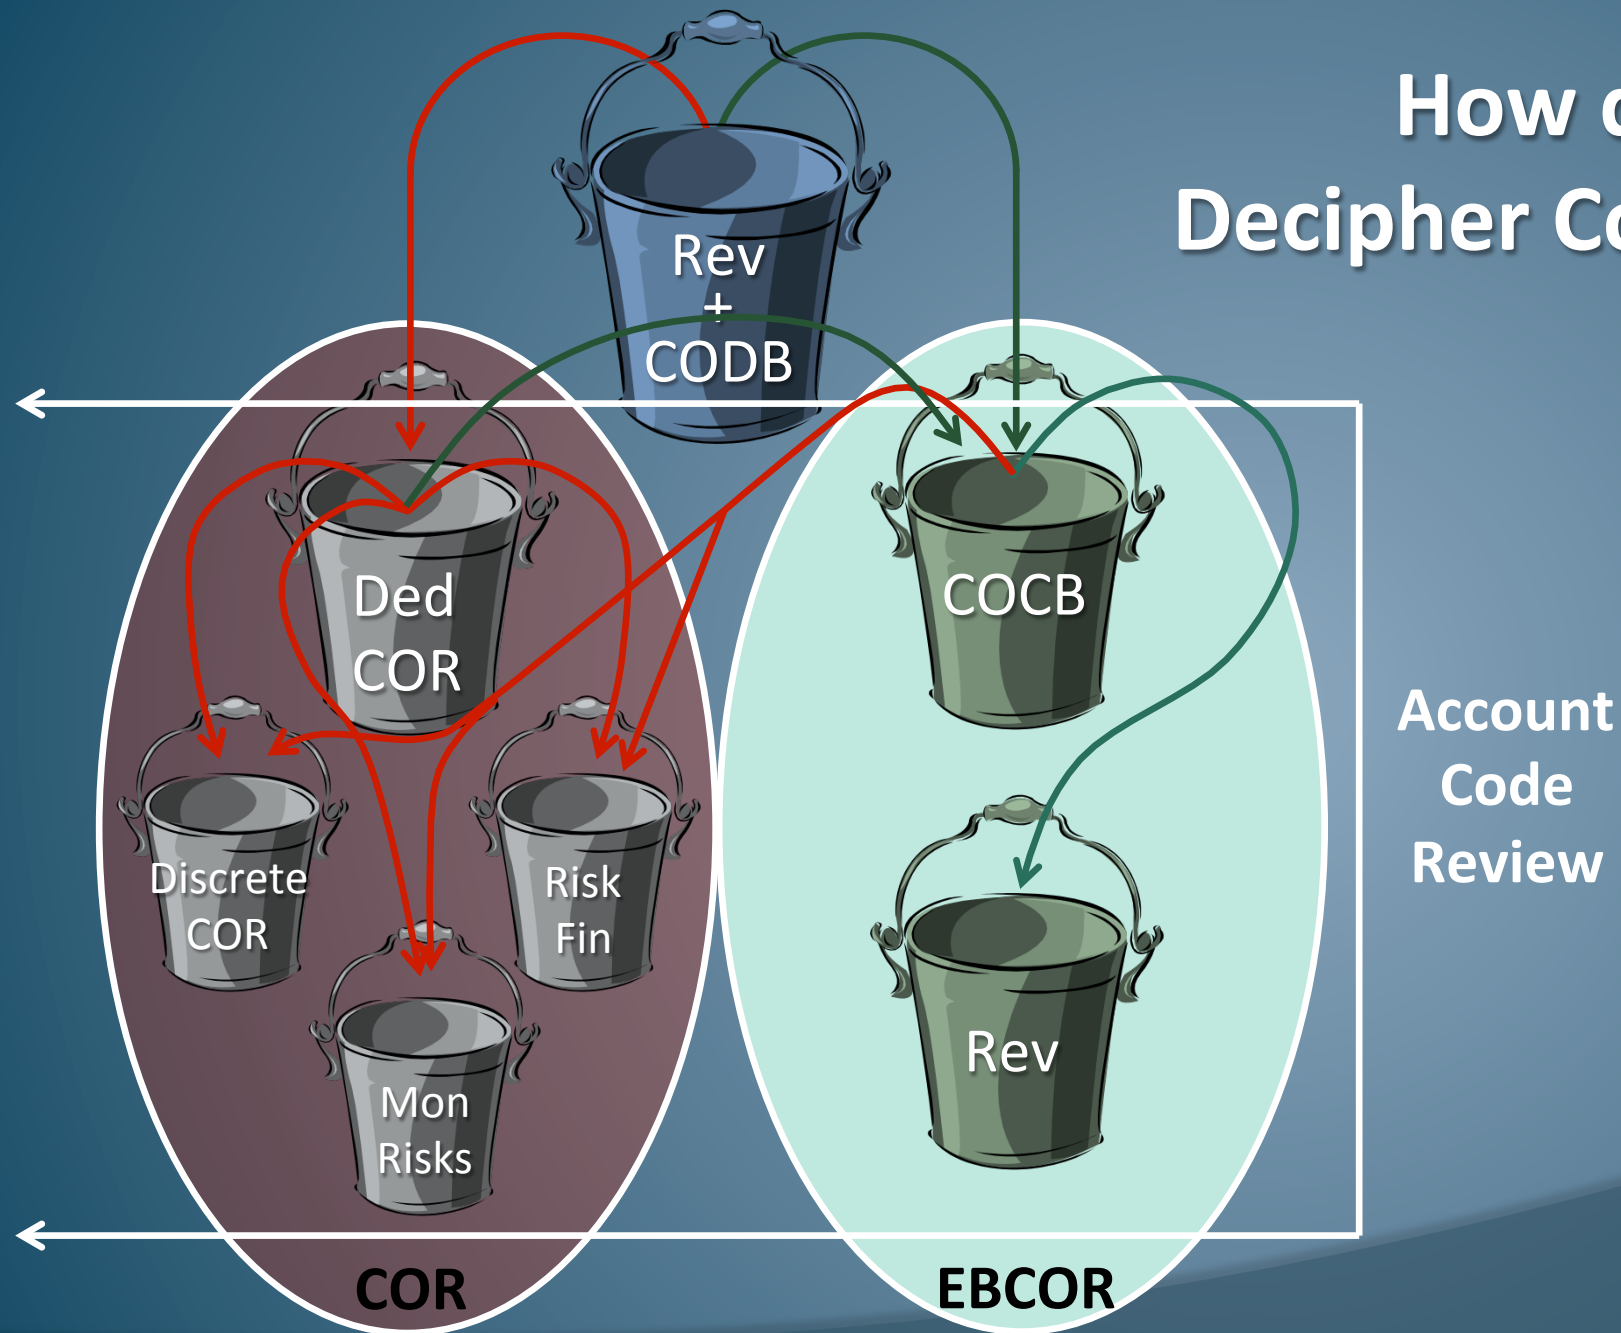 How
Decipher
Rev
+
CODB
Ded
COR
COCB
Account
Code
Review
Discrete
COR
Risk
Fin
Mon
Risks
Rev
COR
EBCOR